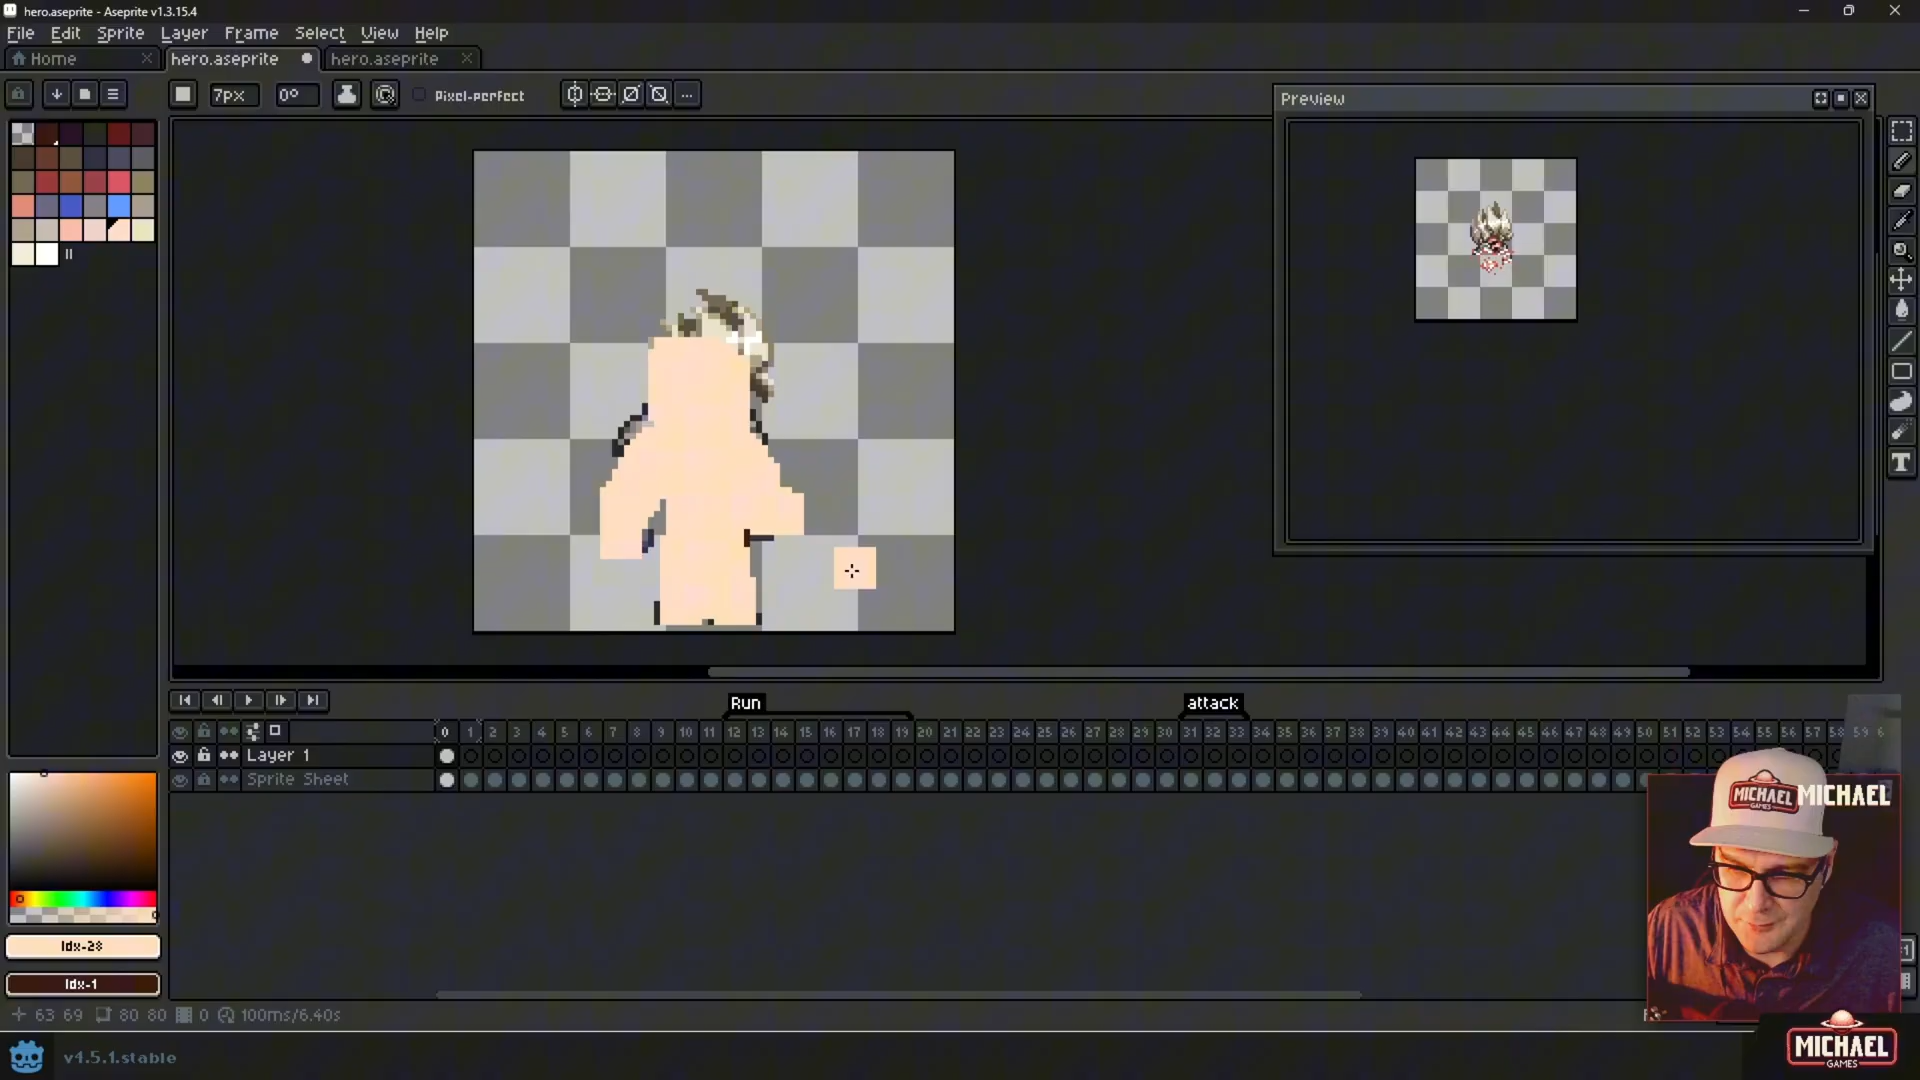 hero.aseprite - Aseprite v1.3.15.4
File Edit Sprite Layer Frame Select View Help
Home hero.aseprite hero.aseprite
7px 0° Pixel-perfect
Preview
Run attack
0 1 2 3 4 5 6 7 8 9 10 11 12 13 14 15 16 17 18 19 20 21 22 23 24 25 26 27 28 29 30 31 32 33 34 35 36 37 38 39 40 41 42 43 44 45 46 47 48 49 50 51 52 53 54 55 56 57 58 59 6
Layer 1
Sprite Sheet
MICHAEL GAMES MICHAEL
Idx-28
Idx-1
63 69 80 80 0 100ms/6.40s
v4.5.1.stable
MICHAEL
GAMES